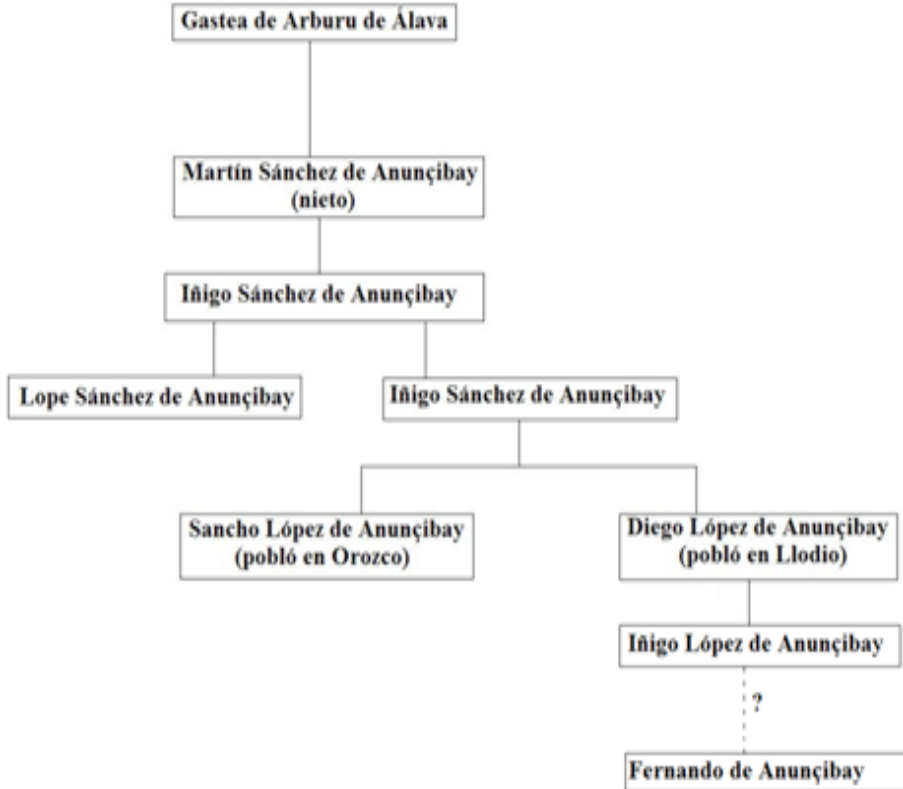 Gastea de Arburu de Álava
Martín Sánchez de Anunçibay
(nieto)
Iñigo Sánchez de Anunçibay
Lope Sánchez de Anunçibay
Iñigo Sánchez de Anunçibay
Sancho López de Anunçibay
(pobló en Orozco)
Diego López de Anunçibay
(pobló en Llodio)
Iñigo López de Anunçibay
?
Fernando de Anunçibay